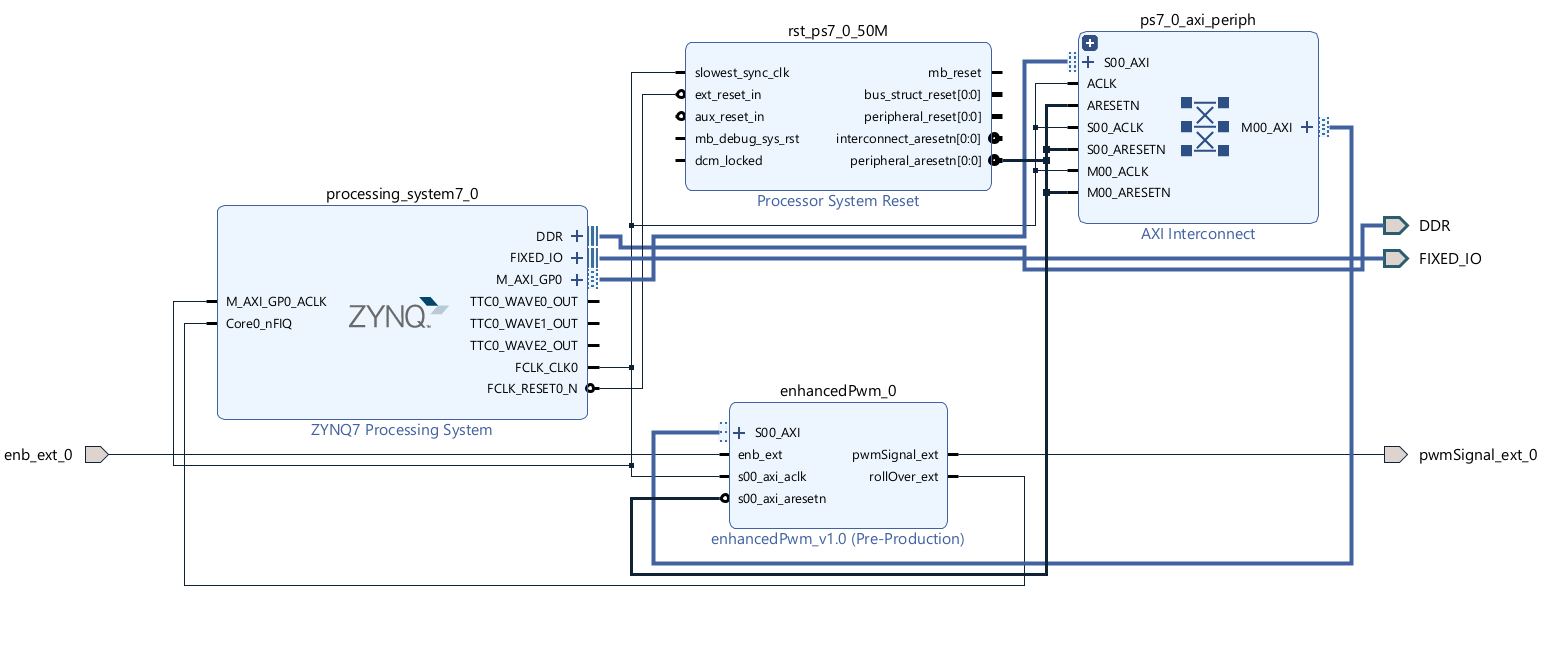 ps7_0_axi_periph
rst_ps7_0_50M
S00_AXI
ACLK
ARESETN
S00_ACLK
S00_ARESETN
M00_ACLK
M00_ARESETN
M00_AXI
AXI Interconnect
slowest_sync_clk
ext_reset_in
aux_reset_in
mb_debug_sys_rst
dcm_locked
mb_reset
bus_struct_reset[0:0]
peripheral_reset[0:0]
interconnect_aresetn[0:0]
peripheral_aresetn[0:0]
Processor System Reset
processing_system7_0
M_AXI_GP0_ACLK
Core0_nFIQ
ZYNQ
DDR
FIXED_IO
M_AXI_GP0
TTC0_WAVE0_OUT
TTC0_WAVE1_OUT
TTC0_WAVE2_OUT
FCLK_CLK0
FCLK_RESET0_N
ZYNQ7 Processing System
DDR
FIXED_IO
enhancedPwm_0
S00_AXI
enb_ext
s00_axi_aclk
s00_axi_aresetn
pwmSignal_ext
rollOver_ext
enhancedPwm_v1.0 (Pre-Production)
enb_ext_0
pwmSignal_ext_0